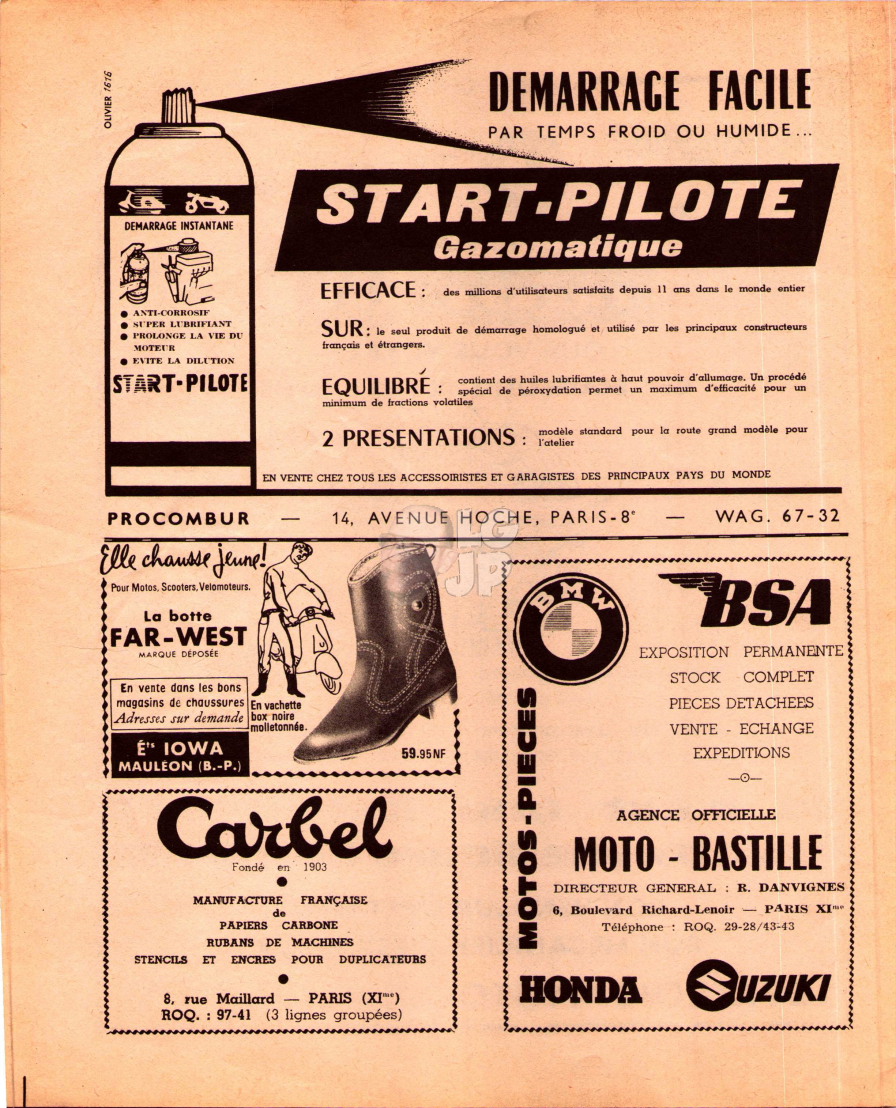 OLIVIER 1616
DEMARRAGE FACILE
PAR TEMPS FROID OU HUMIDE...
START-PILOTE
Gazomatique
DEMARRAGE INSTANTANE
● ANTI-CORROSIF
● SUPER LUBRIFIANT
● PROLONGE LA VIE DU
MOTEUR
● EVITE LA DILUTION
START-PILOTE
EFFICACE : des millions d'utilisateurs satisfaits depuis 11 ans dans le monde entier
SUR : le seul produit de démarrage homologué et utilisé par les principaux constructeurs
français et étrangers.
EQUILIBRÉ : contient des huiles lubrifiantes à haut pouvoir d'allumage. Un procédé
spécial de péroxydation permet un maximum d'efficacité pour un
minimum de fractions volatiles
2 PRESENTATIONS : modèle standard pour la route grand modèle pour
l'atelier
EN VENTE CHEZ TOUS LES ACCESSOIRISTES ET GARAGISTES DES PRINCIPAUX PAYS DU MONDE
PROCOMBUR — 14, AVENUE HOCHE, PARIS-8e — WAG. 67-32
LG
JP
Elle chausse jeune!
Pour Motos, Scooters, Velomoteurs.
La botte
FAR-WEST
MARQUE DÉPOSÉE
En vente dans les bons
magasins de chaussures
Adresses sur demande
Éts IOWA
MAULÉON (B.-P.)
En vachette
box noire
molletonnée.
59.95 NF
Carbel
Fondé en 1903
●
MANUFACTURE FRANÇAISE
de
PAPIERS CARBONE
RUBANS DE MACHINES
STENCILS ET ENCRES POUR DUPLICATEURS
●
8, rue Maillard — PARIS (XIme)
ROQ. : 97-41 (3 lignes groupées)
BMW
BSA
EXPOSITION PERMANENTE
STOCK COMPLET
PIECES DETACHEES
VENTE - ECHANGE
EXPEDITIONS
MOTOS-PIECES
AGENCE OFFICIELLE
MOTO - BASTILLE
DIRECTEUR GENERAL : R. DANVIGNES
6, Boulevard Richard-Lenoir — PARIS XIme
Téléphone : ROQ. 29-28/43-43
HONDA
SUZUKI